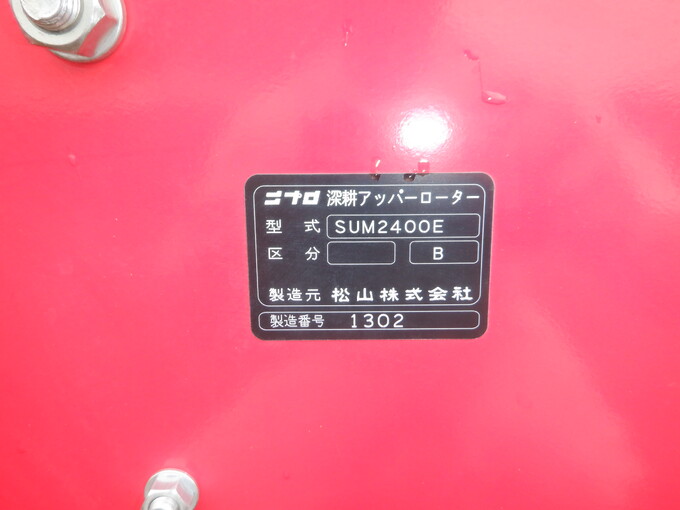 ニプロ 深耕アッパーローター
型式 SUM2400E
区分 B
製造元 松山株式会社
製造番号 1302